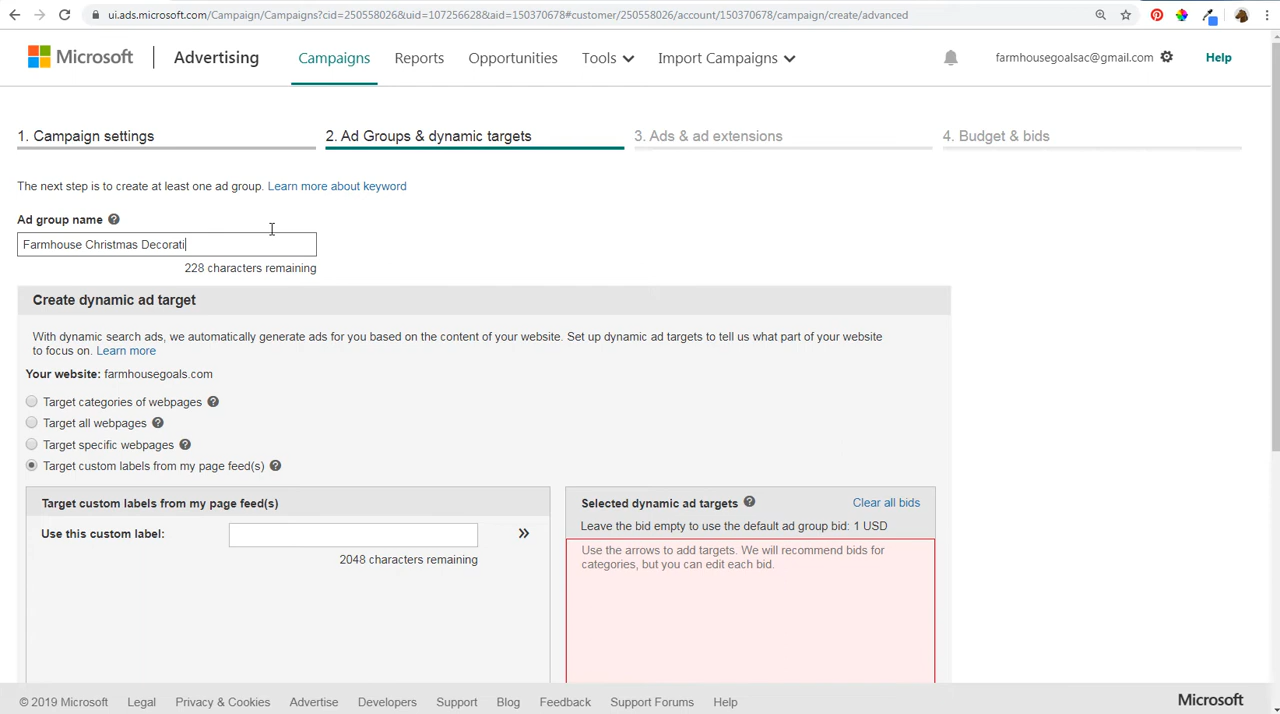 ui.ads.microsoft.com/Campaign/Campaigns?cid=250558026&uid=10725662&aid=150370678#customer/250558026/account/150370678/campaign/create/advanced
Microsoft Advertising Campaigns Reports Opportunities Tools Import Campaigns farmhousegoalsac@gmail.com Help
1. Campaign settings 2. Ad Groups & dynamic targets 3. Ads & ad extensions 4. Budget & bids
The next step is to create at least one ad group. Learn more about keyword
Ad group name
Farmhouse Christmas Decorati
228 characters remaining
Create dynamic ad target
With dynamic search ads, we automatically generate ads for you based on the content of your website. Set up dynamic ad targets to tell us what part of your website
to focus on. Learn more
Your website: farmhousegoals.com
Target categories of webpages
Target all webpages
Target specific webpages
Target custom labels from my page feed(s)
Target custom labels from my page feed(s)
Use this custom label:
2048 characters remaining
Selected dynamic ad targets Clear all bids
Leave the bid empty to use the default ad group bid: 1 USD
Use the arrows to add targets. We will recommend bids for
categories, but you can edit each bid.
© 2019 Microsoft Legal Privacy & Cookies Advertise Developers Support Blog Feedback Support Forums Help Microsoft